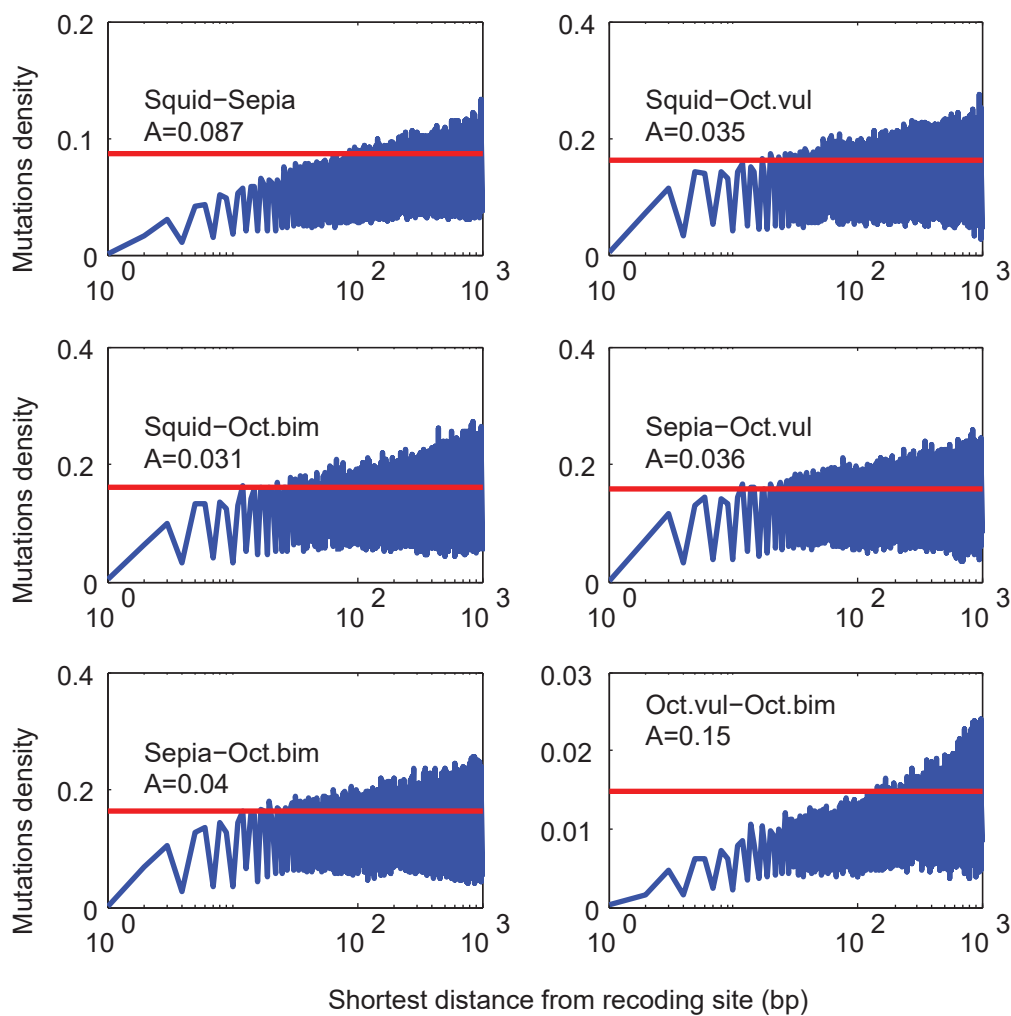 0.2
Mutations density
Squid−Sepia
A=0.087
0.1
0
10 0
10 2
10 3
0.4
Squid−Oct.vul
A=0.035
0.2
0
10 0
10 2
10 3
0.4
Mutations density
Squid−Oct.bim
A=0.031
0.2
0
10 0
10 2
10 3
0.4
Sepia−Oct.vul
A=0.036
0.2
0
10 0
10 2
10 3
0.4
Mutations density
Sepia−Oct.bim
A=0.04
0.2
0
10 0
10 2
10 3
0.03
Oct.vul−Oct.bim
A=0.15
0.02
0.01
0
10 0
10 2
10 3
Shortest distance from recoding site (bp)